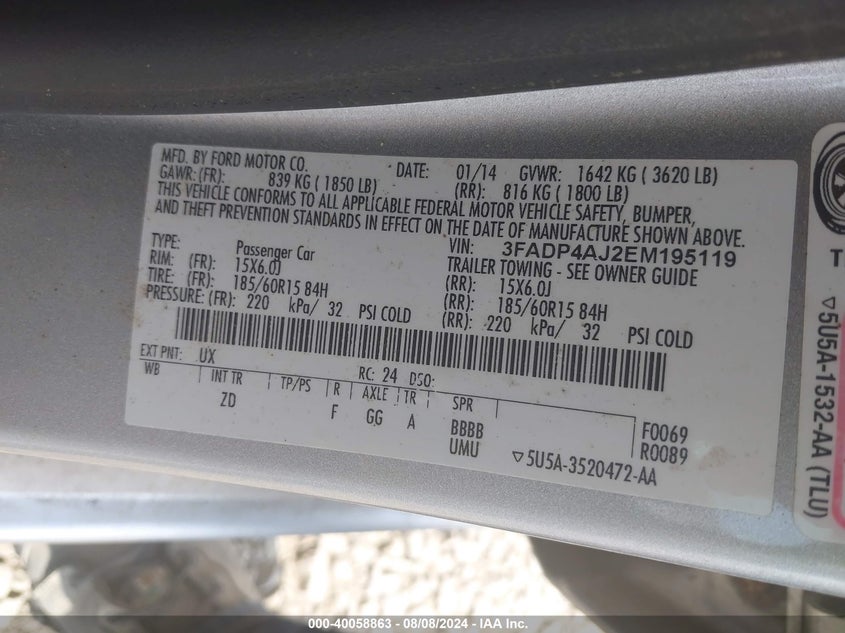 MFD. BY FORD MOTOR CO. DATE: 01/14 GVWR: 1642 KG ( 3620 LB)
GAWR: (FR): 839 KG ( 1850 LB) (RR): 816 KG ( 1800 LB)
THIS VEHICLE CONFORMS TO ALL APPLICABLE FEDERAL MOTOR VEHICLE SAFETY, BUMPER,
AND THEFT PREVENTION STANDARDS IN EFFECT ON THE DATE OF MANUFACTURE SHOWN ABOVE.
VIN: 3FADP4AJ2EM195119
TYPE: Passenger Car TRAILER TOWING - SEE OWNER GUIDE
RIM: (FR): 15X6.0J (RR): 15X6.0J
TIRE: (FR): 185/60R15 84H (RR): 185/60R15 84H
PRESSURE: (FR): 220 kPa/ 32 PSI COLD (RR): 220 kPa/ 32 PSI COLD
EXT PNT: UX RC: 24 DSO:
WB INT TR TP/PS R AXLE TR SPR
ZD F GG A BBBB F0069
UMU R0089
▽5U5A-3520472-AA
T
▽5U5A-1532-AA (TLU)
000-40058863 - 08/08/2024 - IAA Inc.